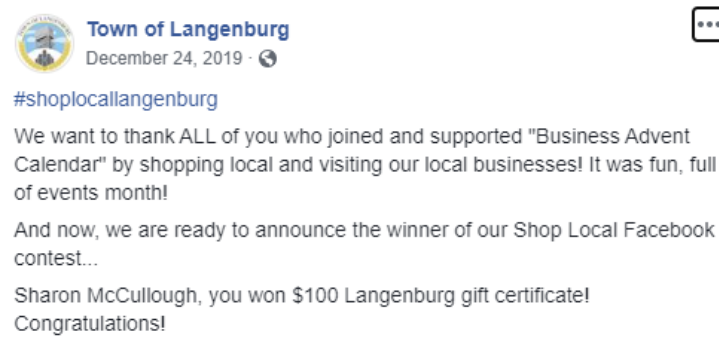 Town of Langenburg
December 24, 2019 ·
#shoplocallangenburg
We want to thank ALL of you who joined and supported "Business Advent
Calendar" by shopping local and visiting our local businesses! It was fun, full
of events month!
And now, we are ready to announce the winner of our Shop Local Facebook
contest...
Sharon McCullough, you won $100 Langenburg gift certificate!
Congratulations!